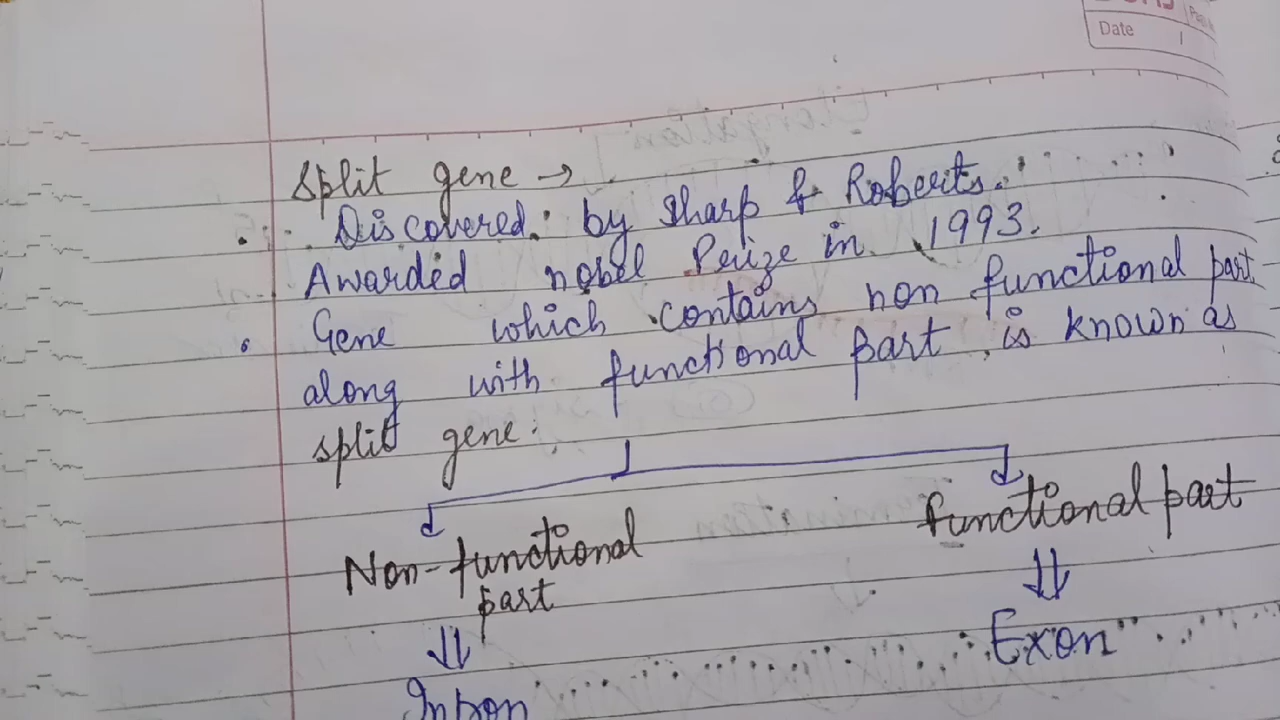 Date
Split gene →
• Discovered by Sharp & Roberts.
Awarded nobel Prize in 1993.
• Gene which contains non functional part
along with functional part is known as
split gene.
Non-functional functional part
part
Exon
Intron